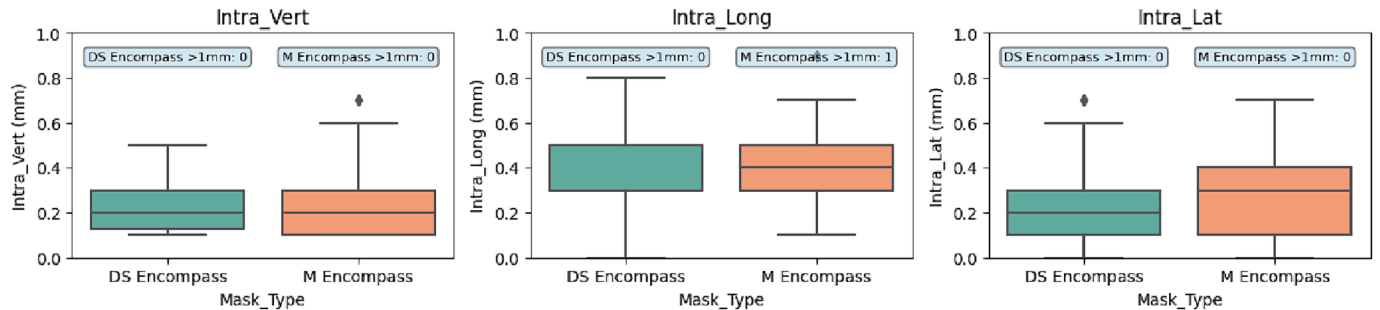 Intra_Vert
1.0
0.8
0.6
0.4
0.2
0.0
Intra_Vert (mm)
DS Encompass >1mm: 0
M Encompass >1mm: 0
DS Encompass
M Encompass
Mask_Type
Intra_Long
1.0
0.8
0.6
0.4
0.2
0.0
Intra_Long (mm)
DS Encompass >1mm: 0
M Encompass >1mm: 1
DS Encompass
M Encompass
Mask_Type
Intra_Lat
1.0
0.8
0.6
0.4
0.2
0.0
Intra_Lat (mm)
DS Encompass >1mm: 0
M Encompass >1mm: 0
DS Encompass
M Encompass
Mask_Type